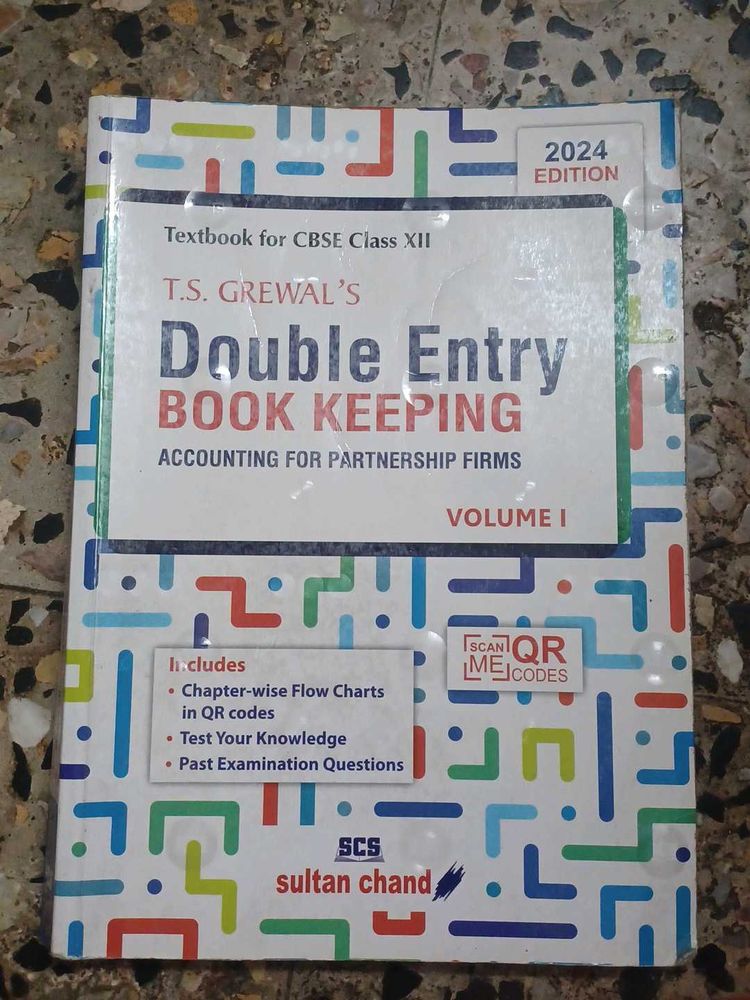 2024
EDITION
Textbook for CBSE Class XII
T.S. GREWAL'S
Double Entry
BOOK KEEPING
ACCOUNTING FOR PARTNERSHIP FIRMS
VOLUME I
SCAN
ME
QR
CODES
Includes
• Chapter-wise Flow Charts
in QR codes
• Test Your Knowledge
• Past Examination Questions
SCS
sultan chand